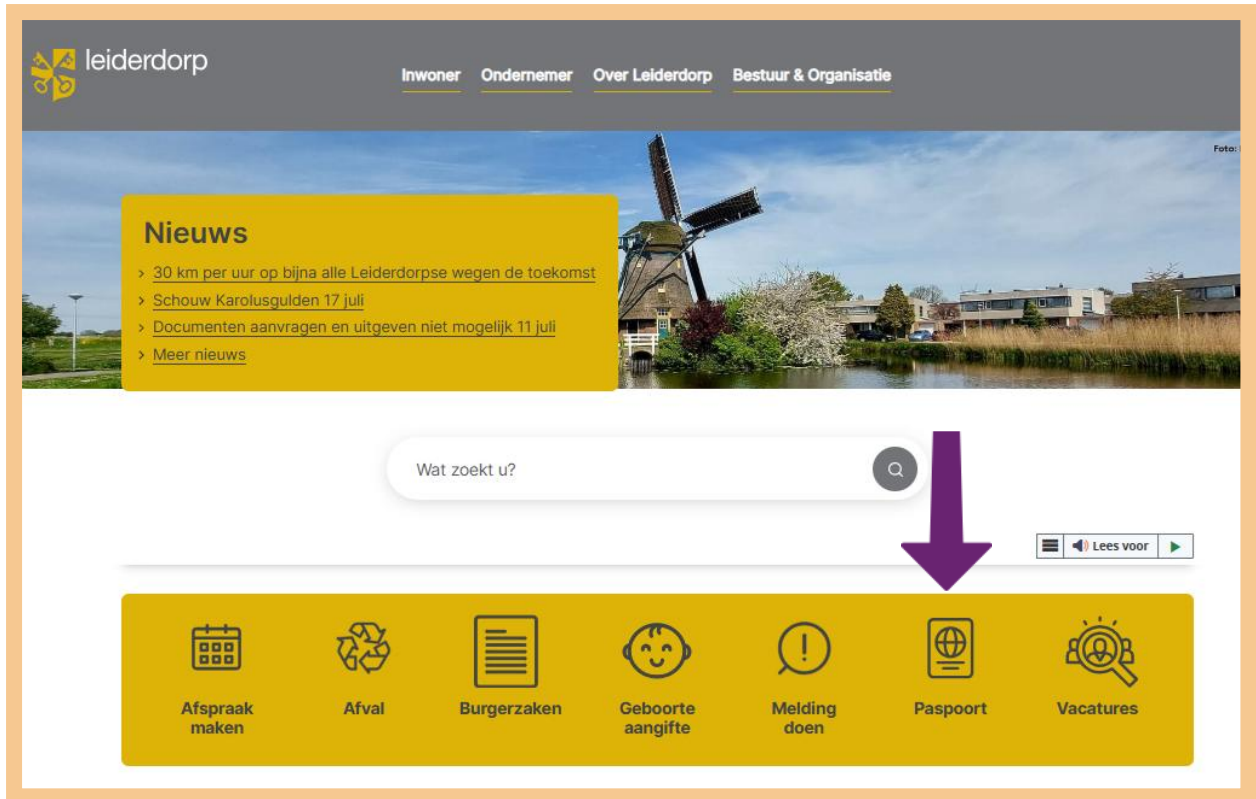 leiderdorp
Inwoner Ondernemer Over Leiderdorp Bestuur & Organisatie
Foto:
Nieuws
30 km per uur op bijna alle Leiderdorpse wegen de toekomst
Schouw Karolusgulden 17 juli
Documenten aanvragen en uitgeven niet mogelijk 11 juli
Meer nieuws
Wat zoekt u?
Lees voor
Afspraak maken
Afval
Burgerzaken
Geboorte aangifte
Melding doen
Paspoort
Vacatures